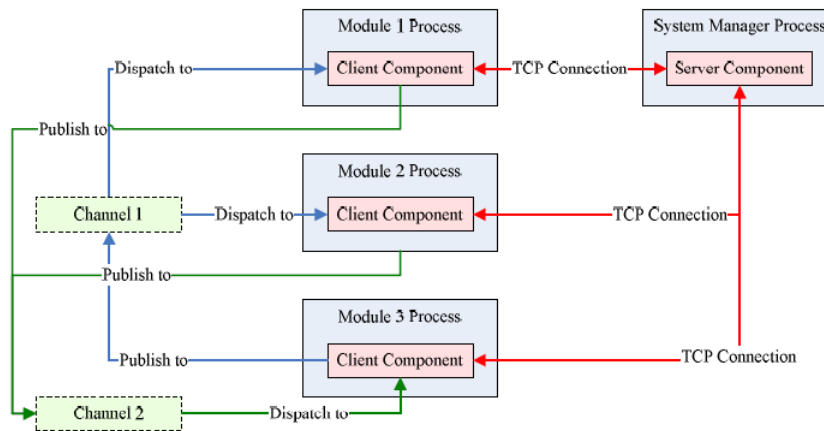 Module 1 Process
System Manager Process
Dispatch to
Client Component
TCP Connection
Server Component
Publish to
Module 2 Process
Channel 1
Dispatch to
Client Component
TCP Connection
Publish to
Module 3 Process
Publish to
Client Component
TCP Connection
Channel 2
Dispatch to